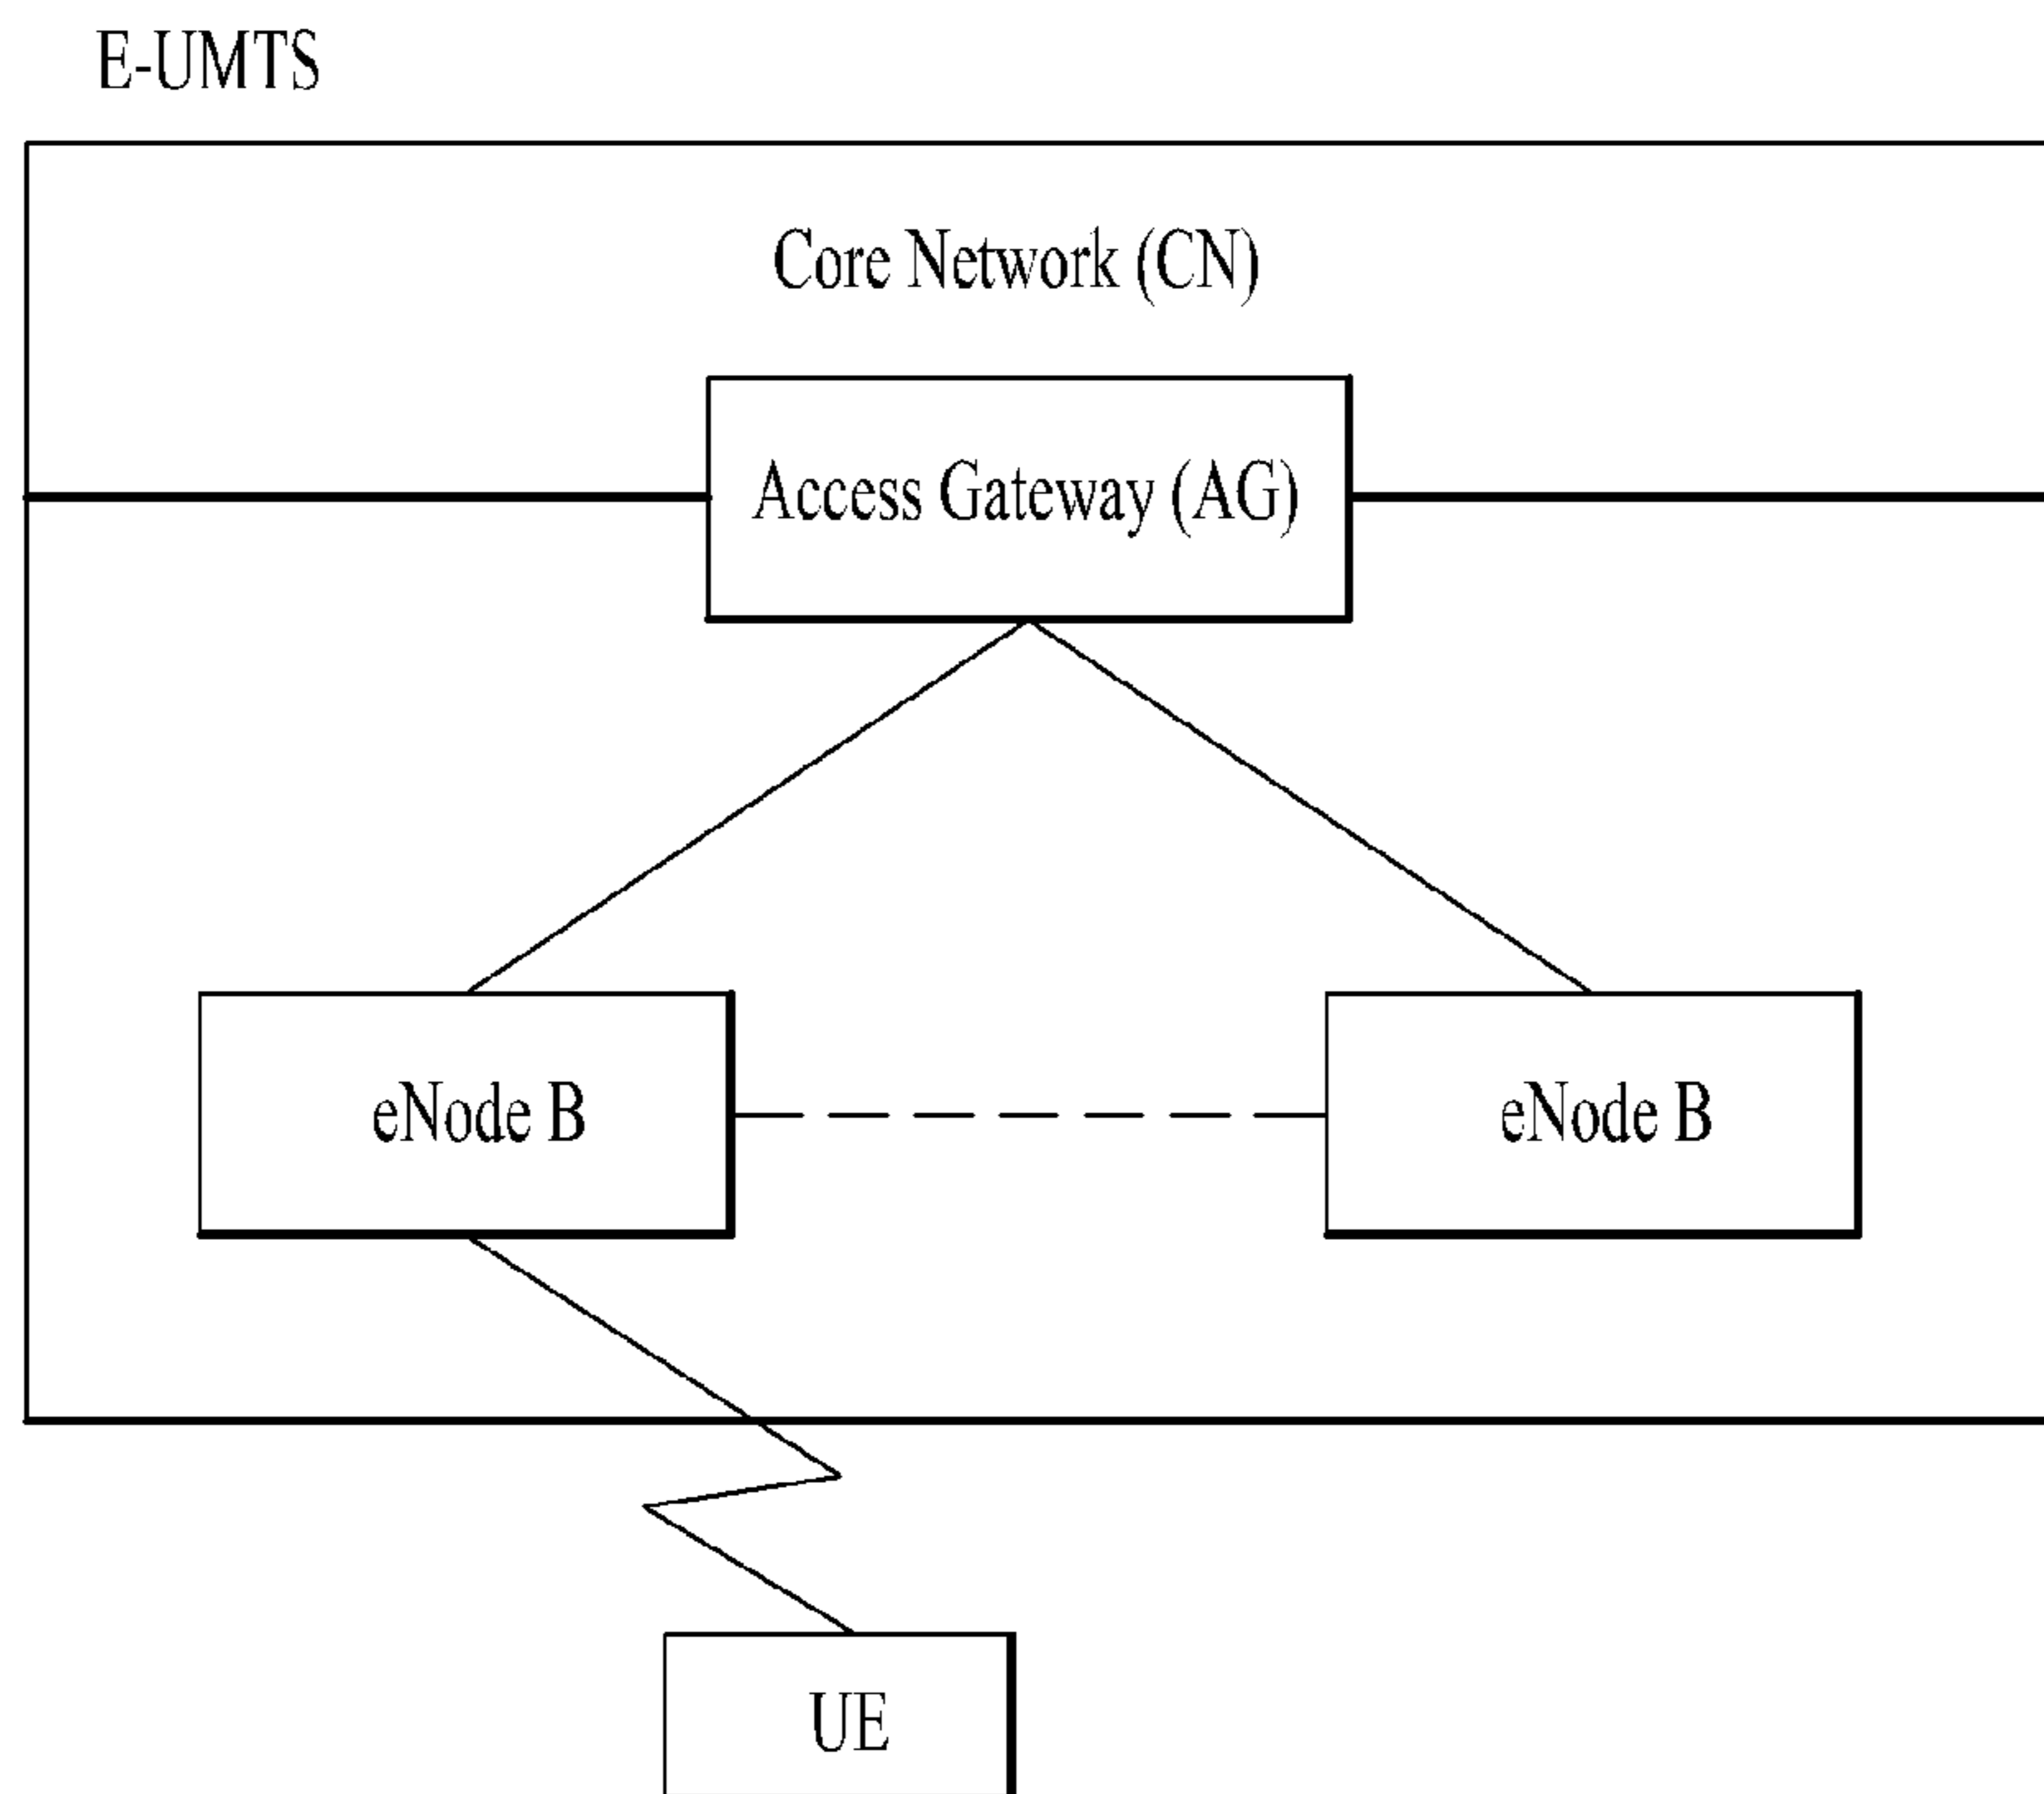 E-UMTS
Core Network (CN)
Access Gateway (AG)
eNode B
eNode B
UE